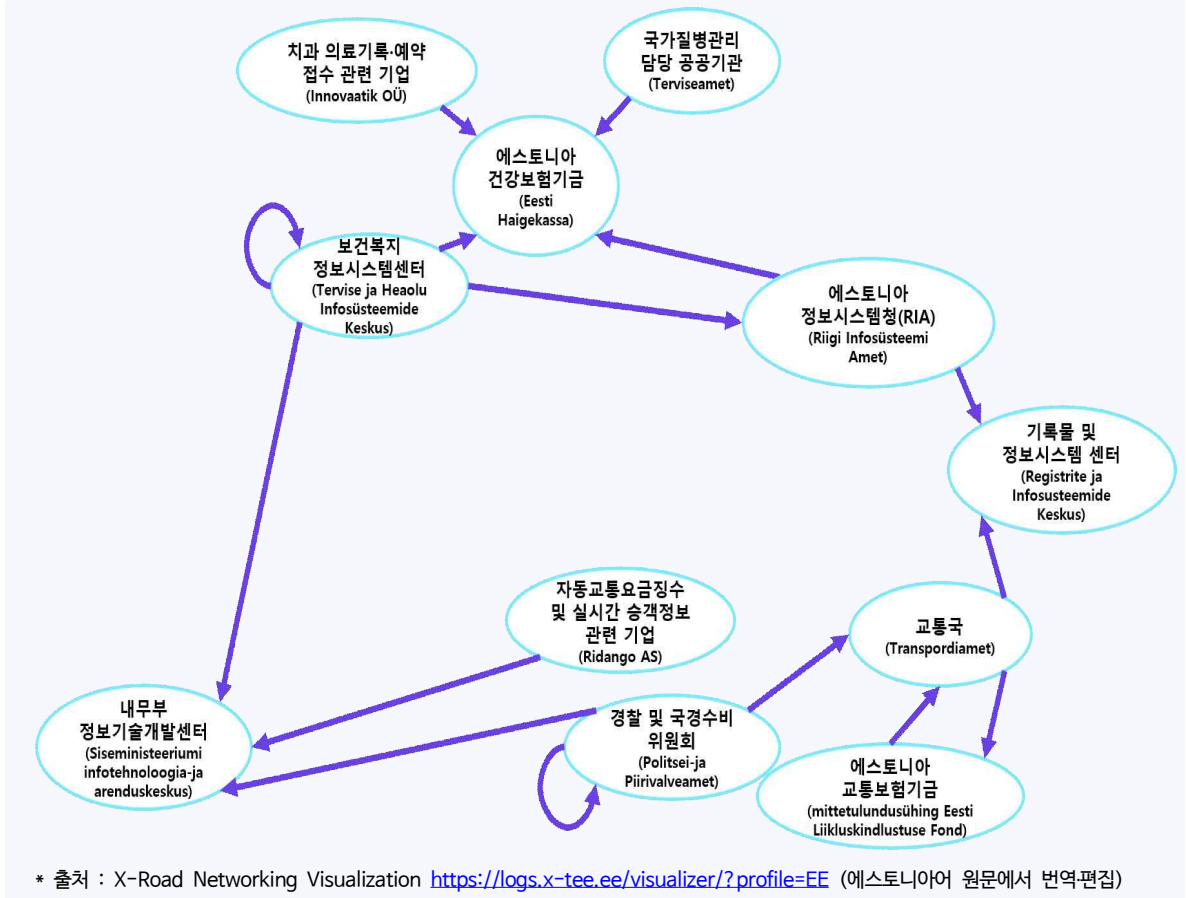 치과 의료기록·예약
접수 관련 기업
(Innovaatik OÜ)
국가질병관리
담당 공공기관
(Terviseamet)
에스토니아
건강보험기금
(Eesti
Haigekassa)
보건복지
정보시스템센터
(Tervise ja Heaolu
Infosüsteemide
Keskus)
에스토니아
정보시스템청(RIA)
(Riigi Infosüsteemi
Amet)
기록물 및
정보시스템 센터
(Registrite ja
Infosusteemide
Keskus)
자동교통요금징수
및 실시간 승객정보
관련 기업
(Ridango AS)
교통국
(Transpordiamet)
내무부
정보기술개발센터
(Siseministeeriumi
infotehnoloogia-ja
arenduskeskus)
경찰 및 국경수비
위원회
(Politsei-ja
Piirivalveamet)
에스토니아
교통보험기금
(mittetulundusühing Eesti
Liikluskindlustuse Fond)
* 출처 : X-Road Networking Visualization https://logs.x-tee.ee/visualizer/?profile=EE (에스토니아어 원문에서 번역·편집)